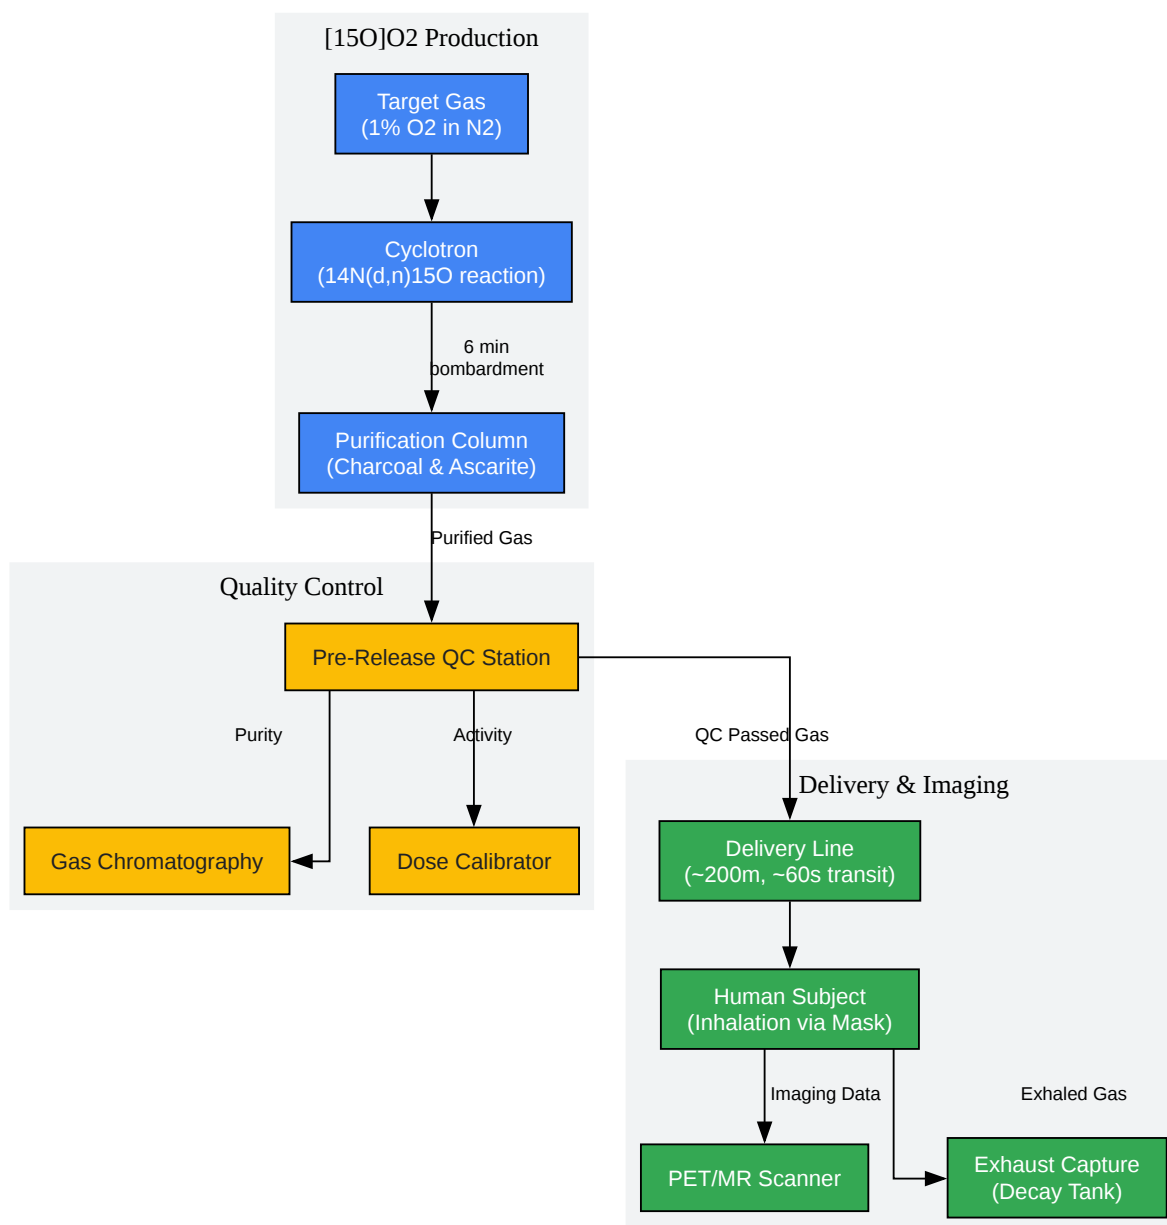 [15O]O2 Production
Target Gas
(1% O2 in N2)
Cyclotron
(14N(d,n)15O reaction)
6 min
bombardment
Purification Column
(Charcoal & Ascarite)
Purified Gas
Quality Control
Pre-Release QC Station
Purity
Activity
QC Passed Gas
Gas Chromatography
Dose Calibrator
Delivery & Imaging
Delivery Line
(~200m, ~60s transit)
Human Subject
(Inhalation via Mask)
Imaging Data
Exhaled Gas
PET/MR Scanner
Exhaust Capture
(Decay Tank)